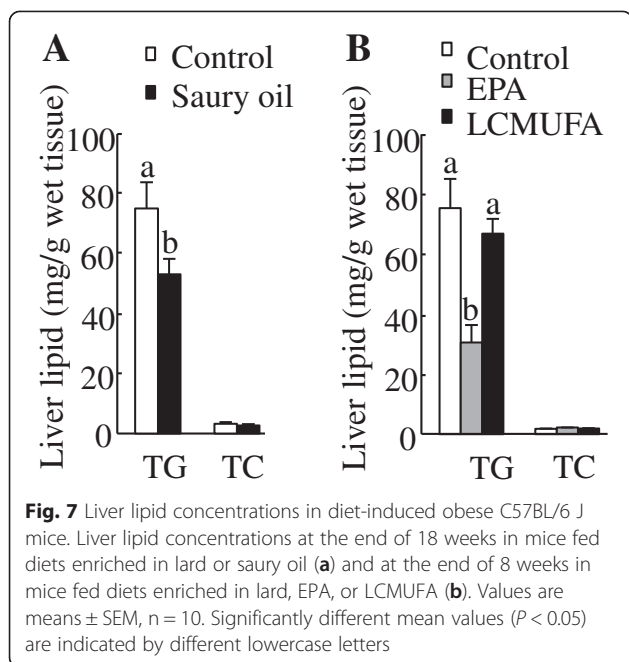 A
Control
Saury oil
Liver lipid (mg/g wet tissue)
100
80
60
40
20
0
a
b
TG
TC
B
Control
EPA
LCMUFA
Liver lipid (mg/g wet tissue)
100
80
60
40
20
0
a
b
a
TG
TC
Fig. 7 Liver lipid concentrations in diet-induced obese C57BL/6 J
mice. Liver lipid concentrations at the end of 18 weeks in mice fed
diets enriched in lard or saury oil (a) and at the end of 8 weeks in
mice fed diets enriched in lard, EPA, or LCMUFA (b). Values are
means ± SEM, n = 10. Significantly different mean values (P < 0.05)
are indicated by different lowercase letters